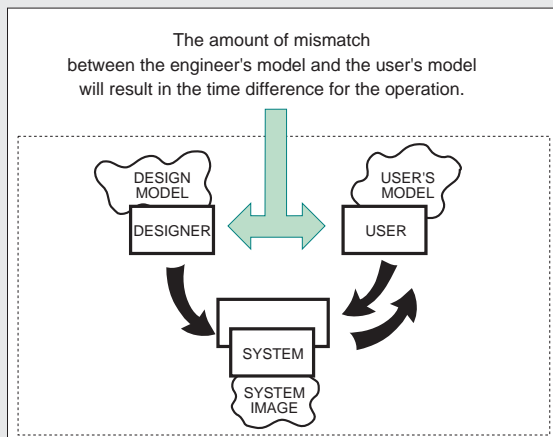 The amount of mismatch
between the engineer's model and the user's model
will result in the time difference for the operation.
DESIGN
MODEL
DESIGNER
USER'S
MODEL
USER
SYSTEM
SYSTEM
IMAGE